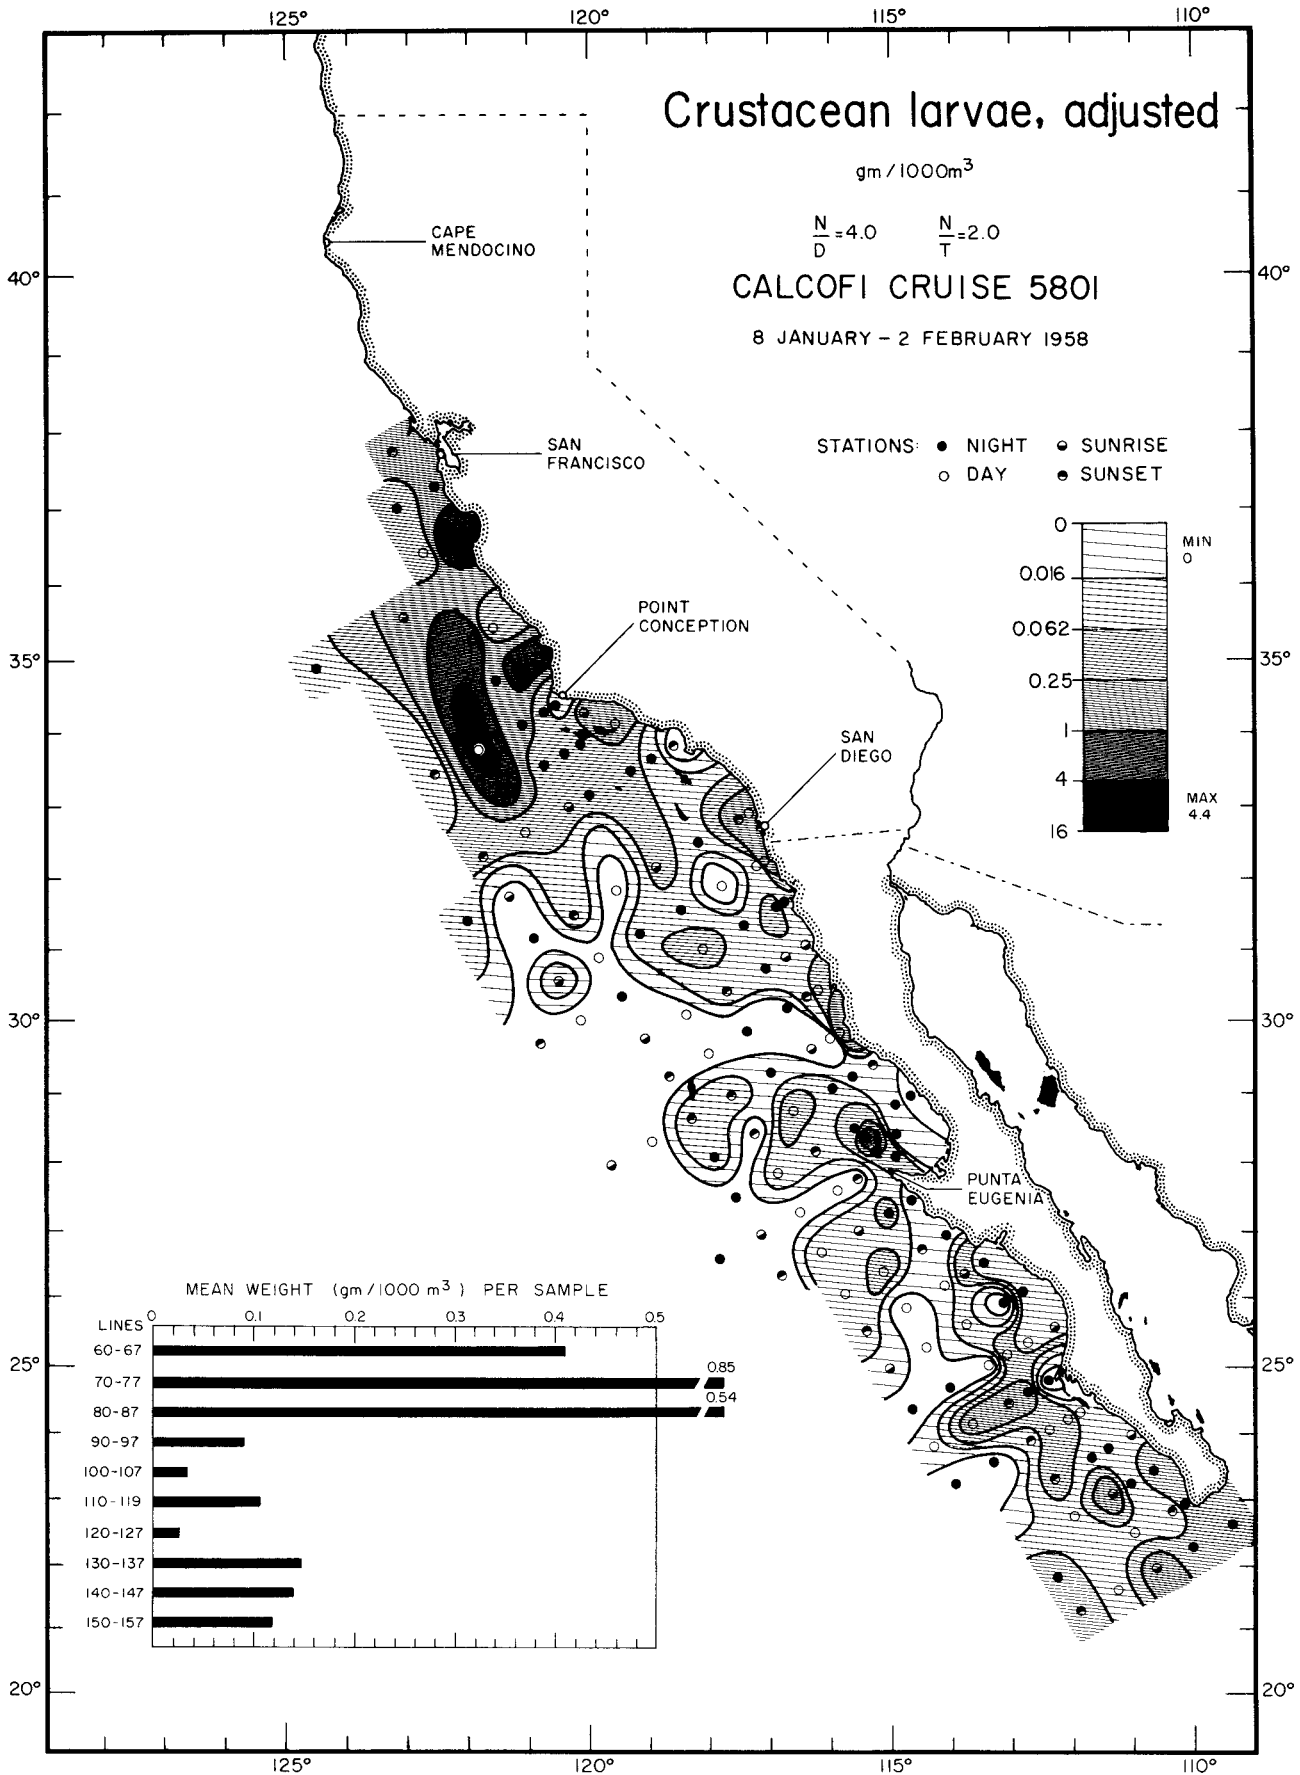 125° 120° 115° 110°
Crustacean larvae, adjusted
gm/1000m³
N/D =4.0 N/T =2.0
CALCOFI CRUISE 5801
8 JANUARY – 2 FEBRUARY 1958
CAPE
MENDOCINO
40° 40°
SAN
FRANCISCO
STATIONS: NIGHT SUNRISE
DAY SUNSET
0
MIN
0
0.016
0.062
0.25
1
4
MAX
4.4
16
POINT
CONCEPTION
35° 35°
SAN
DIEGO
30° 30°
PUNTA
EUGENIA
MEAN WEIGHT (gm/1000 m³) PER SAMPLE
0 0.1 0.2 0.3 0.4 0.5
LINES
60-67
70-77 0.85
80-87 0.54
90-97
100-107
110-119
120-127
130-137
140-147
150-157
25° 25°
20° 20°
125° 120° 115° 110°